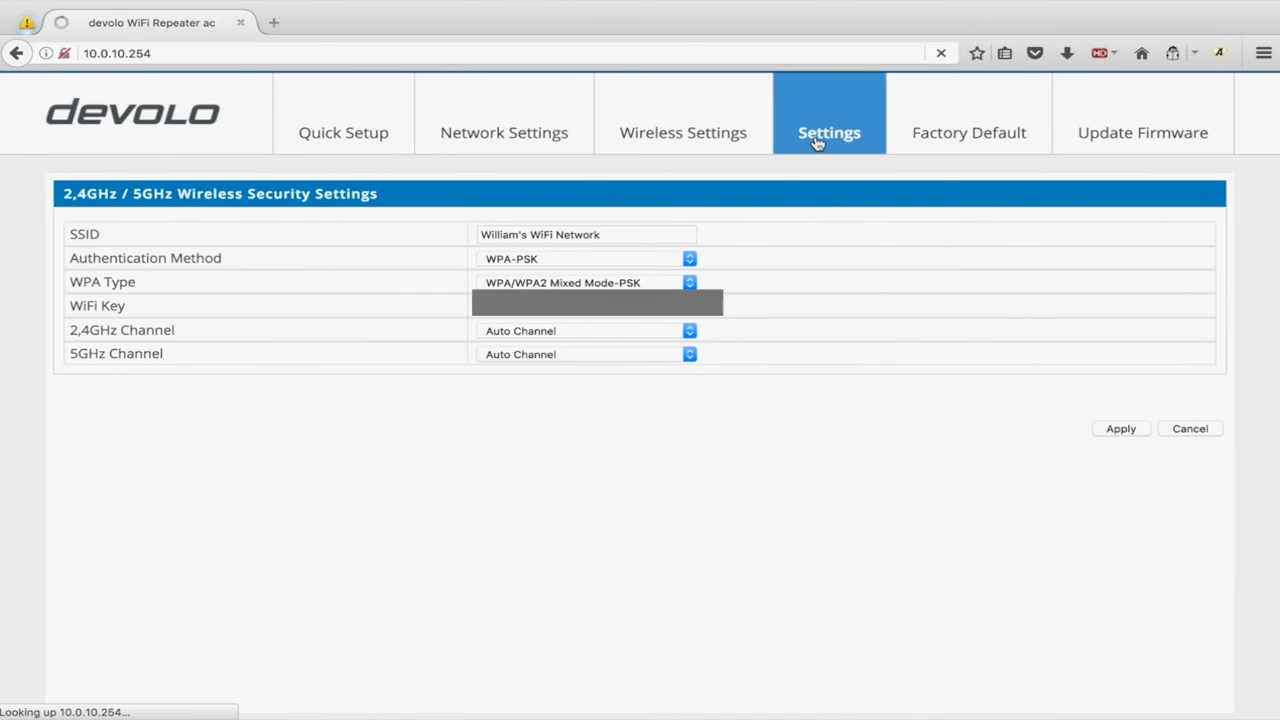 devolo WiFi Repeater ac
10.0.10.254
HD
A
devolo
Quick Setup
Network Settings
Wireless Settings
Settings
Factory Default
Update Firmware
2,4GHz / 5GHz Wireless Security Settings
SSID William's WiFi Network
Authentication Method WPA-PSK
WPA Type WPA/WPA2 Mixed Mode-PSK
WiFi Key
2,4GHz Channel Auto Channel
5GHz Channel Auto Channel
Apply Cancel
Looking up 10.0.10.254...